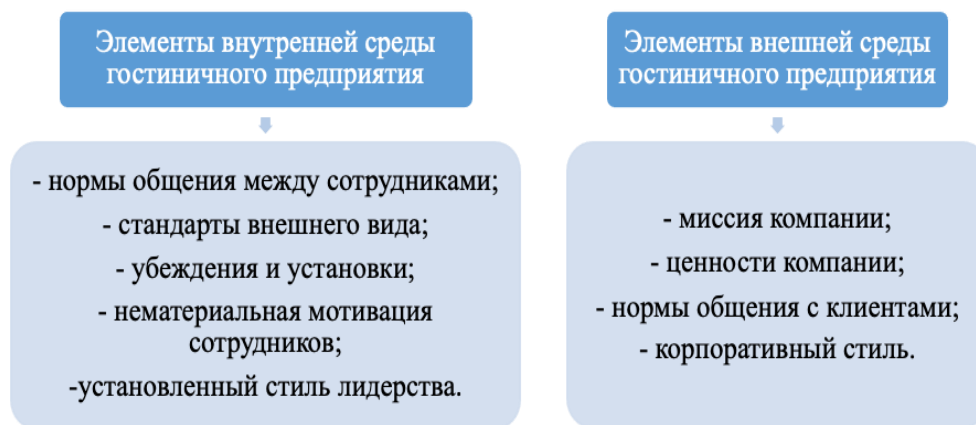 Элементы внутренней среды
гостиничного предприятия
- нормы общения между сотрудниками;
- стандарты внешнего вида;
- убеждения и установки;
- нематериальная мотивация
сотрудников;
-установленный стиль лидерства.
Элементы внешней среды
гостиничного предприятия
- миссия компании;
- ценности компании;
- нормы общения с клиентами;
- корпоративный стиль.